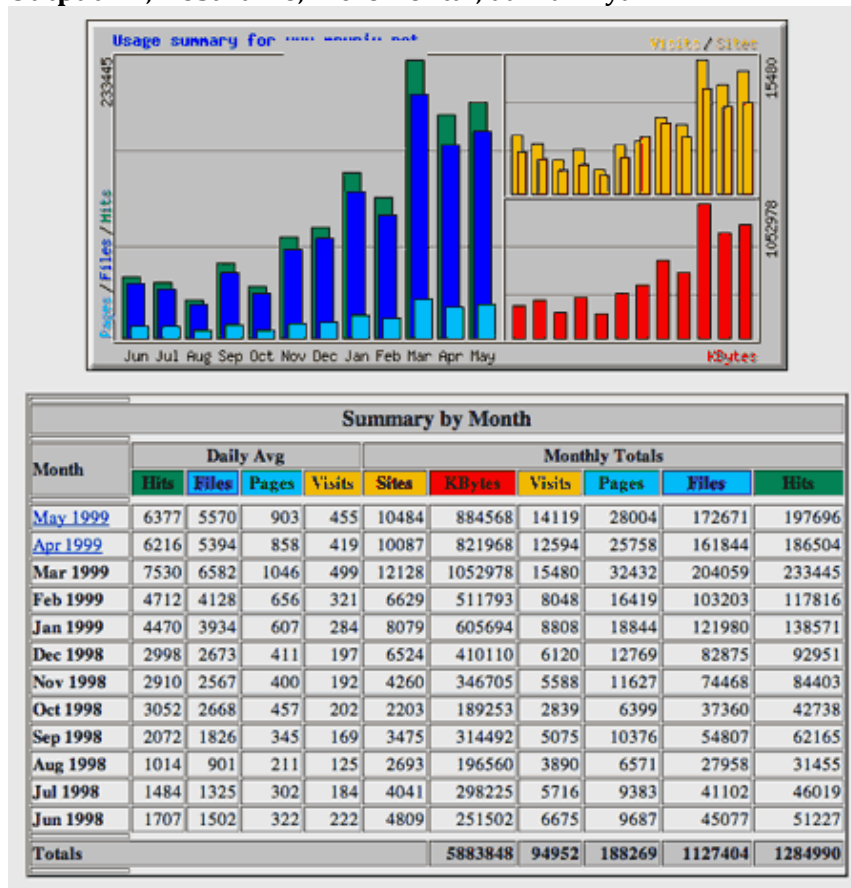 Usage summary for
Visits/Sites
233445
15480
Pages/Files/Hits
1052978
Jun Jul Aug Sep Oct Nov Dec Jan Feb Mar Apr May
KBytes
Summary by Month
Month Daily Avg Monthly Totals
Hits Files Pages Visits Sites KBytes Visits Pages Files Hits
May 1999 6377 5570 903 455 10484 884568 14119 28004 172671 197696
Apr 1999 6216 5394 858 419 10087 821968 12594 25758 161844 186504
Mar 1999 7530 6582 1046 499 12128 1052978 15480 32432 204059 233445
Feb 1999 4712 4128 656 321 6629 511793 8048 16419 103203 117816
Jan 1999 4470 3934 607 284 8079 605694 8808 18844 121980 138571
Dec 1998 2998 2673 411 197 6524 410110 6120 12769 82875 92951
Nov 1998 2910 2567 400 192 4260 346705 5588 11627 74468 84403
Oct 1998 3052 2668 457 202 2203 189253 2839 6399 37360 42738
Sep 1998 2072 1826 345 169 3475 314492 5075 10376 54807 62165
Aug 1998 1014 901 211 125 2693 196560 3890 6571 27958 31455
Jul 1998 1484 1325 302 184 4041 298225 5716 9383 41102 46019
Jun 1998 1707 1502 322 222 4809 251502 6675 9687 45077 51227
Totals 5883848 94952 188269 1127404 1284990